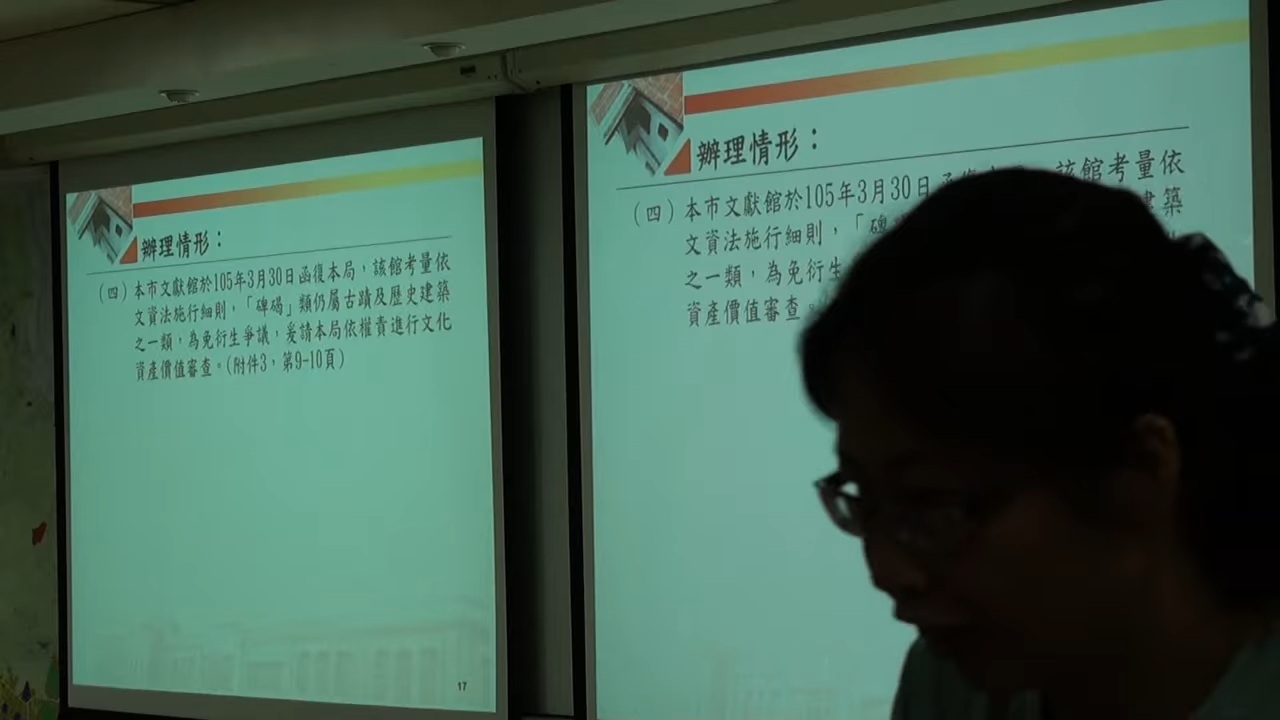 辦理情形：
（四）本市文獻館於105年3月30日函復本局，該館考量依
文資法施行細則，「碑碣」類仍屬古蹟及歷史建築
之一類，為免衍生爭議，爰請本局依權責進行文化
資產價值審查。(附件3，第9-10頁)
17
辦理情形：
（四）本市文獻館於105年3月30日函復 該館考量依
文資法施行細則，「碑 建築
之一類，為免衍生
資產價值審查。